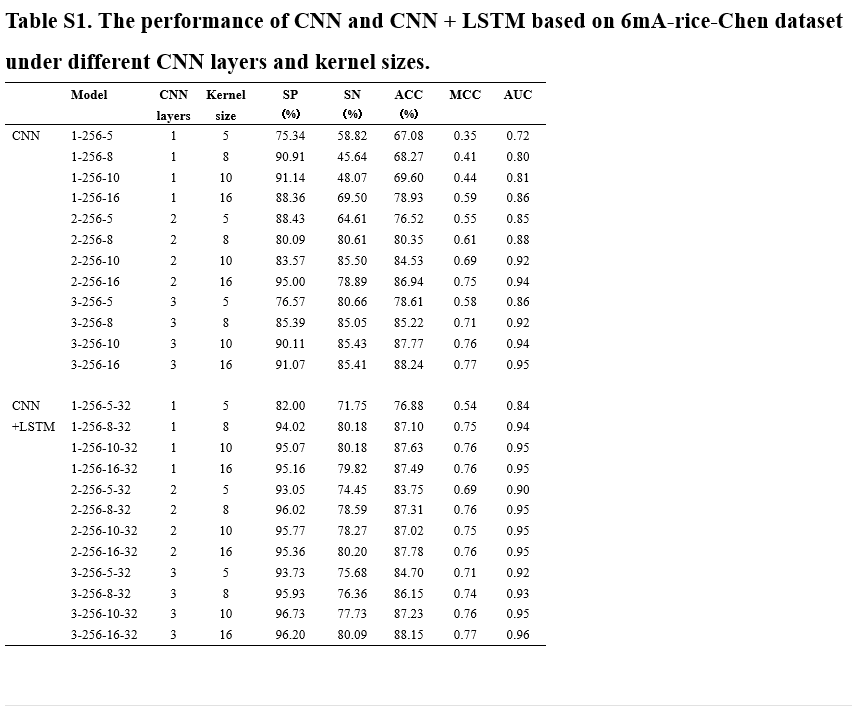 Table S1. The performance of CNN and CNN + LSTM based on 6mA-rice-Chen dataset
under different CNN layers and kernel sizes.
Model CNN Kernel SP SN ACC MCC AUC
layers size (%) (%) (%)
CNN 1-256-5 1 5 75.34 58.82 67.08 0.35 0.72
1-256-8 1 8 90.91 45.64 68.27 0.41 0.80
1-256-10 1 10 91.14 48.07 69.60 0.44 0.81
1-256-16 1 16 88.36 69.50 78.93 0.59 0.86
2-256-5 2 5 88.43 64.61 76.52 0.55 0.85
2-256-8 2 8 80.09 80.61 80.35 0.61 0.88
2-256-10 2 10 83.57 85.50 84.53 0.69 0.92
2-256-16 2 16 95.00 78.89 86.94 0.75 0.94
3-256-5 3 5 76.57 80.66 78.61 0.58 0.86
3-256-8 3 8 85.39 85.05 85.22 0.71 0.92
3-256-10 3 10 90.11 85.43 87.77 0.76 0.94
3-256-16 3 16 91.07 85.41 88.24 0.77 0.95
CNN 1-256-5-32 1 5 82.00 71.75 76.88 0.54 0.84
+LSTM 1-256-8-32 1 8 94.02 80.18 87.10 0.75 0.94
1-256-10-32 1 10 95.07 80.18 87.63 0.76 0.95
1-256-16-32 1 16 95.16 79.82 87.49 0.76 0.95
2-256-5-32 2 5 93.05 74.45 83.75 0.69 0.90
2-256-8-32 2 8 96.02 78.59 87.31 0.76 0.95
2-256-10-32 2 10 95.77 78.27 87.02 0.75 0.95
2-256-16-32 2 16 95.36 80.20 87.78 0.76 0.95
3-256-5-32 3 5 93.73 75.68 84.70 0.71 0.92
3-256-8-32 3 8 95.93 76.36 86.15 0.74 0.93
3-256-10-32 3 10 96.73 77.73 87.23 0.76 0.95
3-256-16-32 3 16 96.20 80.09 88.15 0.77 0.96